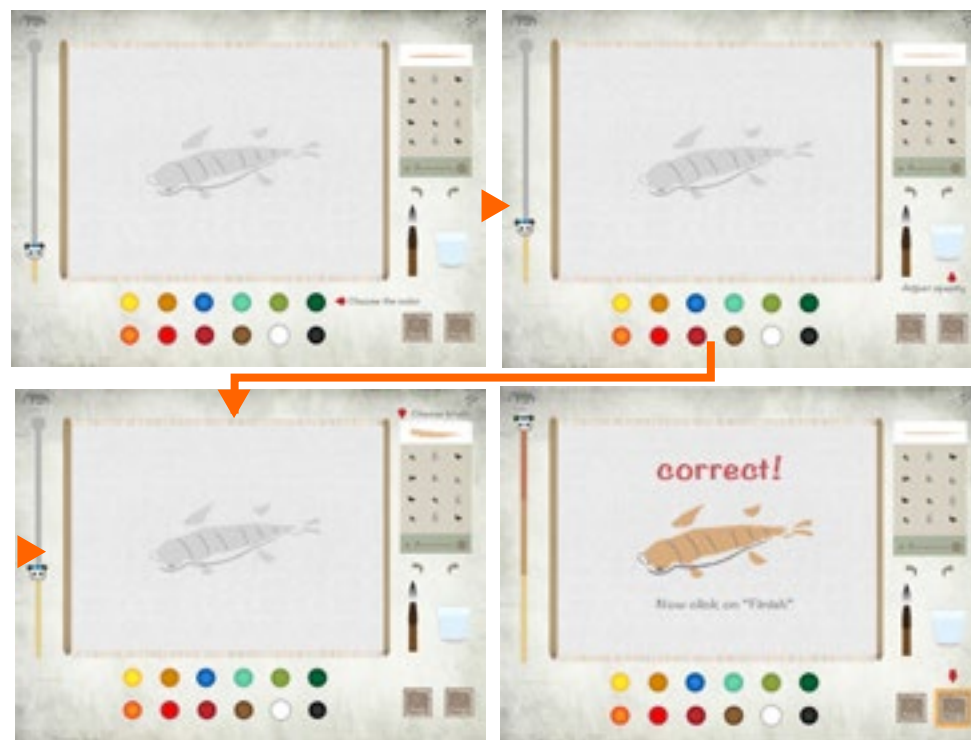 Choose the color
Adjust opacity
Choose brush
correct!
Now click on "Finish"